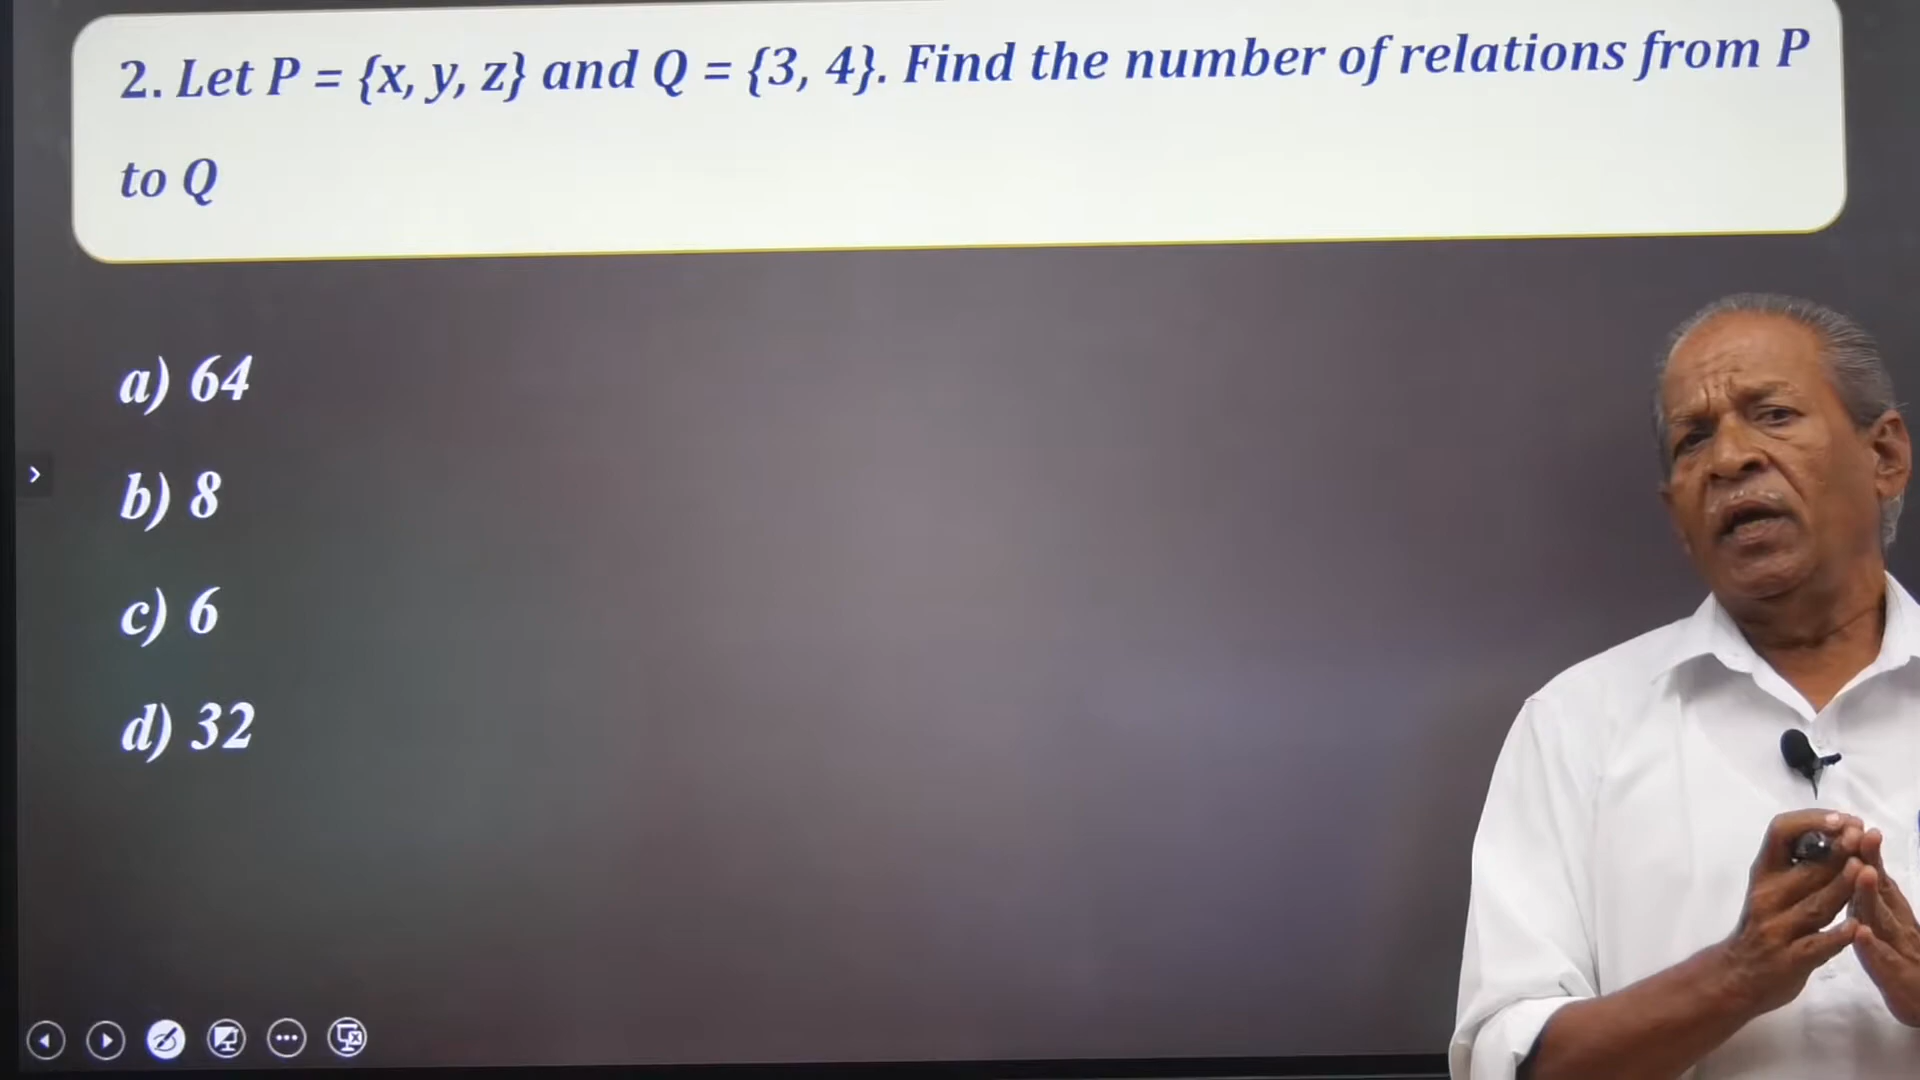 2. Let P = {x, y, z} and Q = {3, 4}. Find the number of relations from P
to Q
a) 64
b) 8
c) 6
d) 32